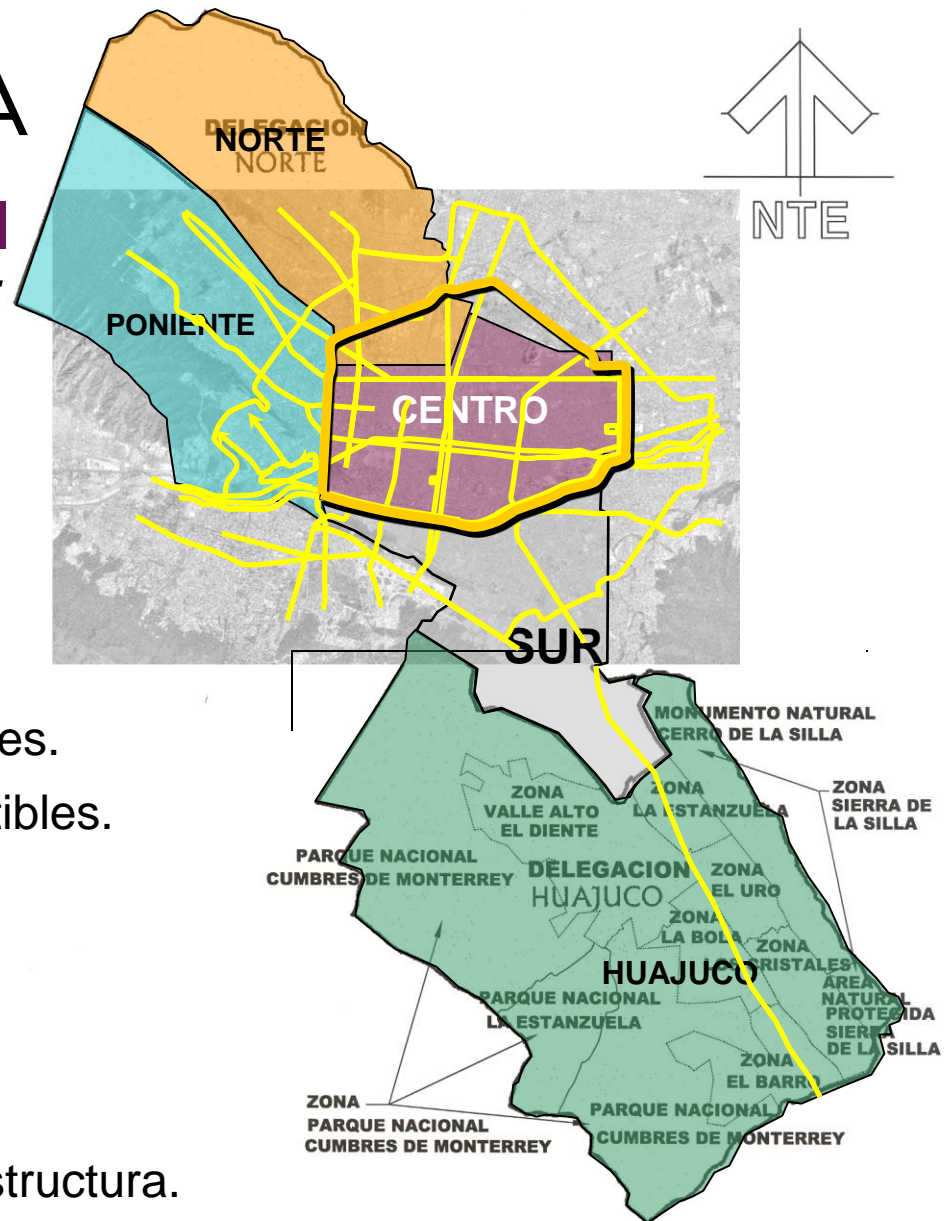 A
DELEGACION
NORTE
NORTE
NTE
PONIENTE
CENTRO
SUR
MONUMENTO NATURAL
CERRO DE LA SILLA
es.
tibles.
ZONA
VALLE ALTO
EL DIENTE
ZONA
LA ESTANZUELA
ZONA
SIERRA DE
LA SILLA
PARQUE NACIONAL
CUMBRES DE MONTERREY
DELEGACION
HUAJUCO
ZONA
EL URO
ZONA
LA BOLA
ZONA
LOS CRISTALES
HUAJUCO
AREA
NATURAL
PROTEGIDA
SIERRA
DE LA SILLA
PARQUE NACIONAL
LA ESTANZUELA
ZONA
EL BARRO
ZONA
PARQUE NACIONAL
CUMBRES DE MONTERREY
PARQUE NACIONAL
CUMBRES DE MONTERREY
structura.